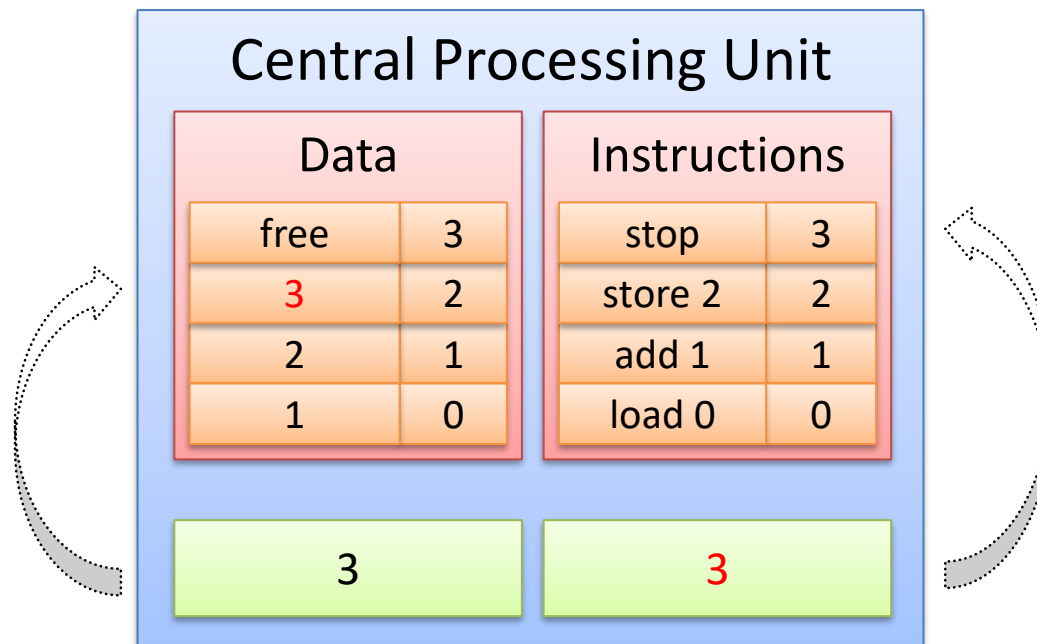 Central Processing Unit
Data
free 3
3 2
2 1
1 0
Instructions
stop 3
store 2 2
add 1 1
load 0 0
3
3